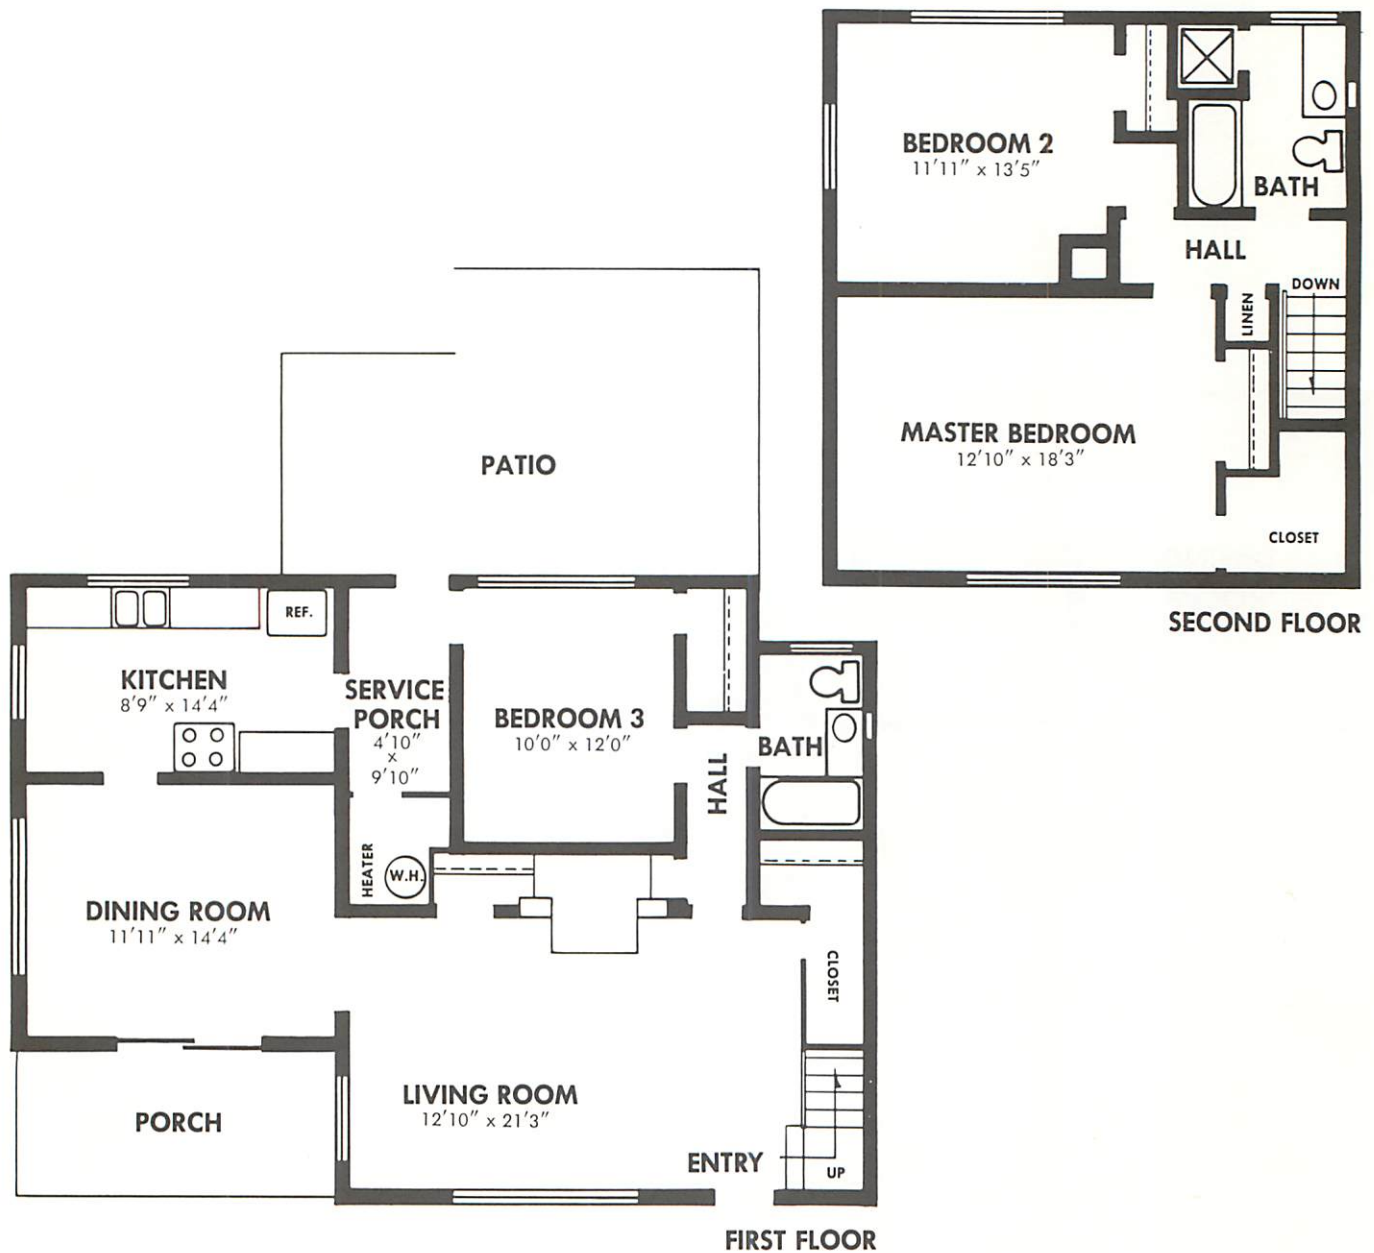 BEDROOM 2
11'11" x 13'5"
BATH
HALL
DOWN
LINEN
MASTER BEDROOM
12'10" x 18'3"
CLOSET
SECOND FLOOR
PATIO
REF.
KITCHEN
8'9" x 14'4"
SERVICE
PORCH
4'10"
x
9'10"
BEDROOM 3
10'0" x 12'0"
HALL
BATH
HEATER
W.H.
DINING ROOM
11'11" x 14'4"
CLOSET
LIVING ROOM
12'10" x 21'3"
PORCH
ENTRY
UP
FIRST FLOOR